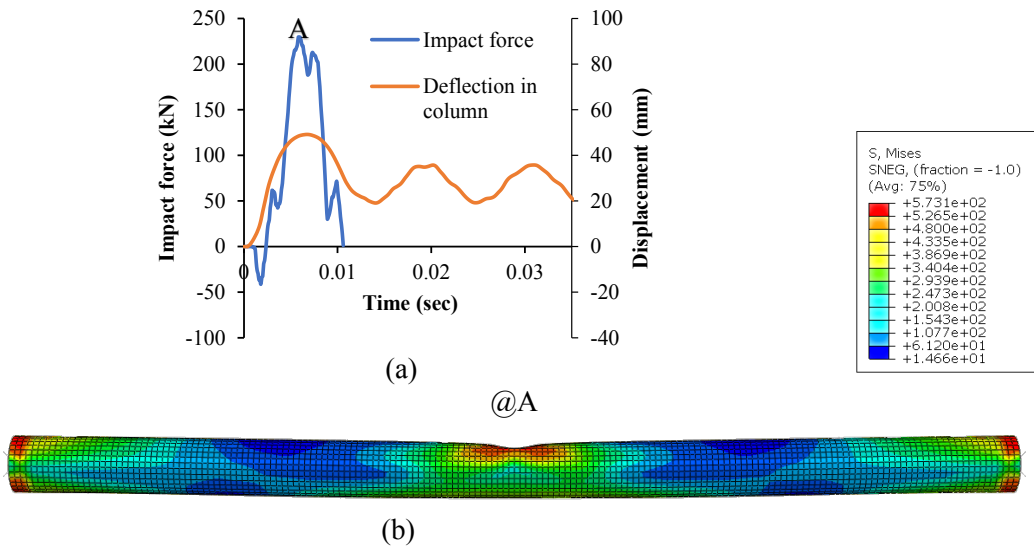 A
250
200
150
100
50
0
-50
-100
Impact force (kN)
Impact force
Deflection in
column
100
80
60
40
20
0
-20
-40
Displacement (mm)
0
0.01
0.02
0.03
Time (sec)
(a)
S, Mises
SNEG, (fraction = -1.0)
(Avg: 75%)
+5.731e+02
+5.265e+02
+4.800e+02
+4.335e+02
+3.869e+02
+3.404e+02
+2.939e+02
+2.473e+02
+2.008e+02
+1.543e+02
+1.077e+02
+6.120e+01
+1.466e+01
@A
(b)